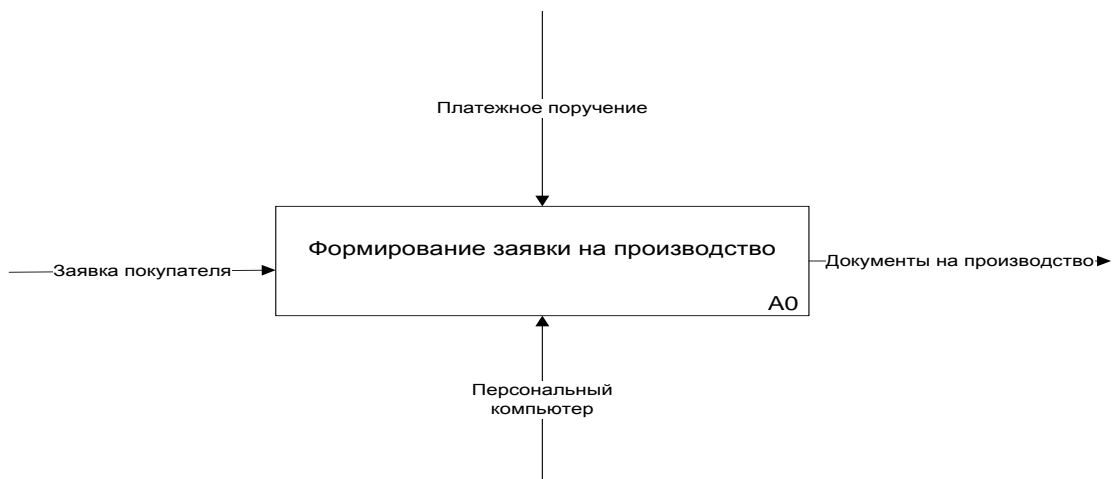 Платежное поручение
Формирование заявки на производство
Заявка покупателя
Документы на производство
A0
Персональный
компьютер